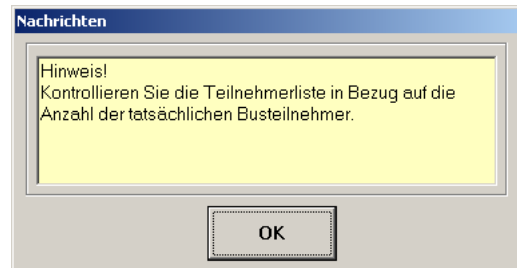 Nachrichten
Hinweis!
Kontrollieren Sie die Teilnehmerliste in Bezug auf die
Anzahl der tatsächlichen Busteilnehmer.
OK